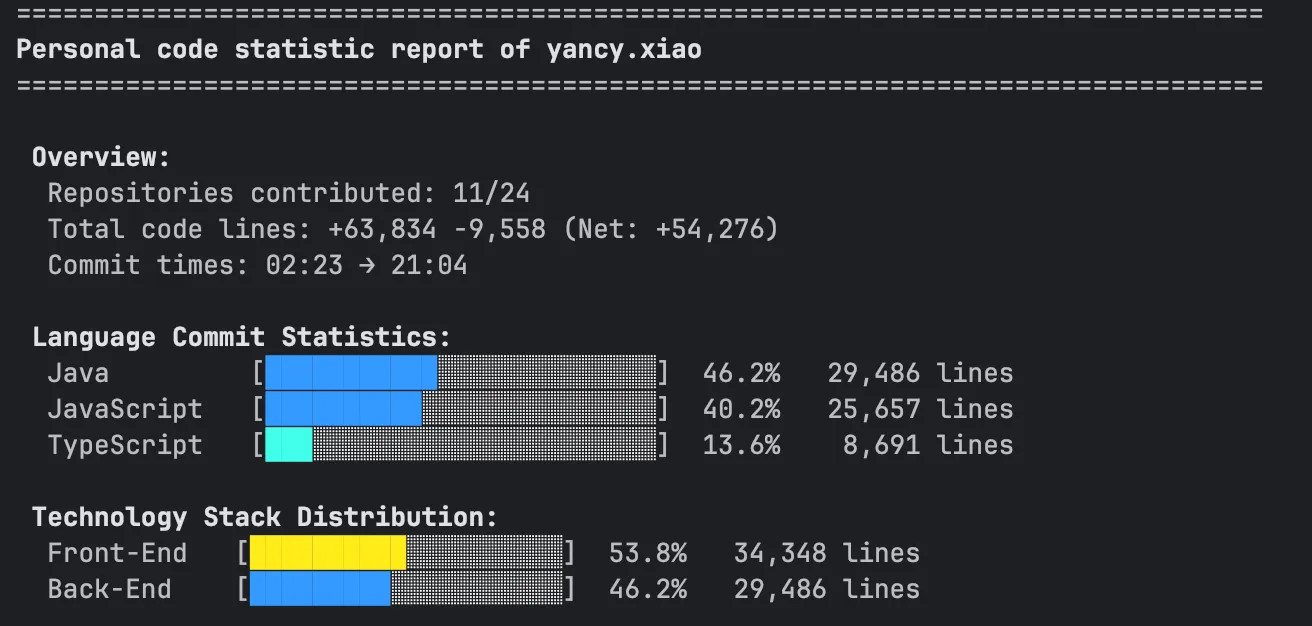 ================================================================================
Personal code statistic report of yancy.xiao
================================================================================
Overview:
Repositories contributed: 11/24
Total code lines: +63,834 -9,558 (Net: +54,276)
Commit times: 02:23 → 21:04
Language Commit Statistics:
Java [███████████░░░░░░░░░░░░░░] 46.2% 29,486 lines
JavaScript [██████████░░░░░░░░░░░░░░░] 40.2% 25,657 lines
TypeScript [███░░░░░░░░░░░░░░░░░░░░░░] 13.6% 8,691 lines
Technology Stack Distribution:
Front-End [██████████░░░░░░░░░░] 53.8% 34,348 lines
Back-End [█████████░░░░░░░░░░░] 46.2% 29,486 lines